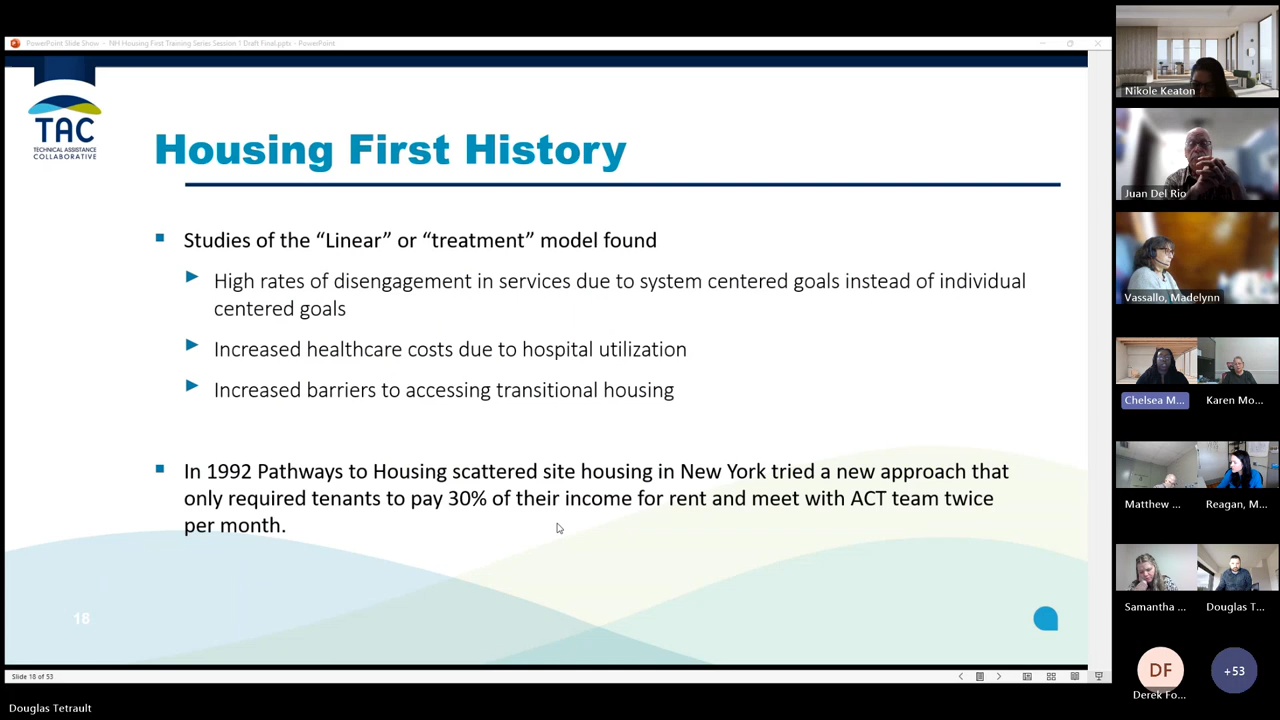 PowerPoint Slide Show - NH Housing First Training Series Session 1 Draft Final.pptx - PowerPoint
TAC
TECHNICAL ASSISTANCE
COLLABORATIVE
Housing First History
Studies of the “Linear” or “treatment” model found
High rates of disengagement in services due to system centered goals instead of individual
centered goals
Increased healthcare costs due to hospital utilization
Increased barriers to accessing transitional housing
In 1992 Pathways to Housing scattered site housing in New York tried a new approach that
only required tenants to pay 30% of their income for rent and meet with ACT team twice
per month.
18
Slide 18 of 53
Douglas Tetrault
Nikole Keaton
Juan Del Rio
Vassallo, Madelynn
Chelsea M...
Karen Mo...
Matthew ...
Reagan, M...
Samantha ...
Douglas T...
DF
Derek Fo...
+53